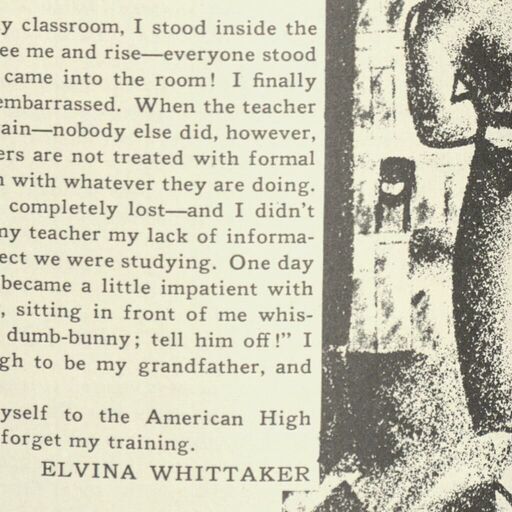 y classroom, I stood inside the
ee me and rise—everyone stood
came into the room! I finally
embarrassed. When the teacher
ain—nobody else did, however,
ers are not treated with formal
with whatever they are doing.
completely lost—and I didn't
my teacher my lack of informa-
ect we were studying. One day
became a little impatient with
, sitting in front of me whis-
dumb-bunny; tell him off!" I
gh to be my grandfather, and
yself to the American High
forget my training.
ELVINA WHITTAKER